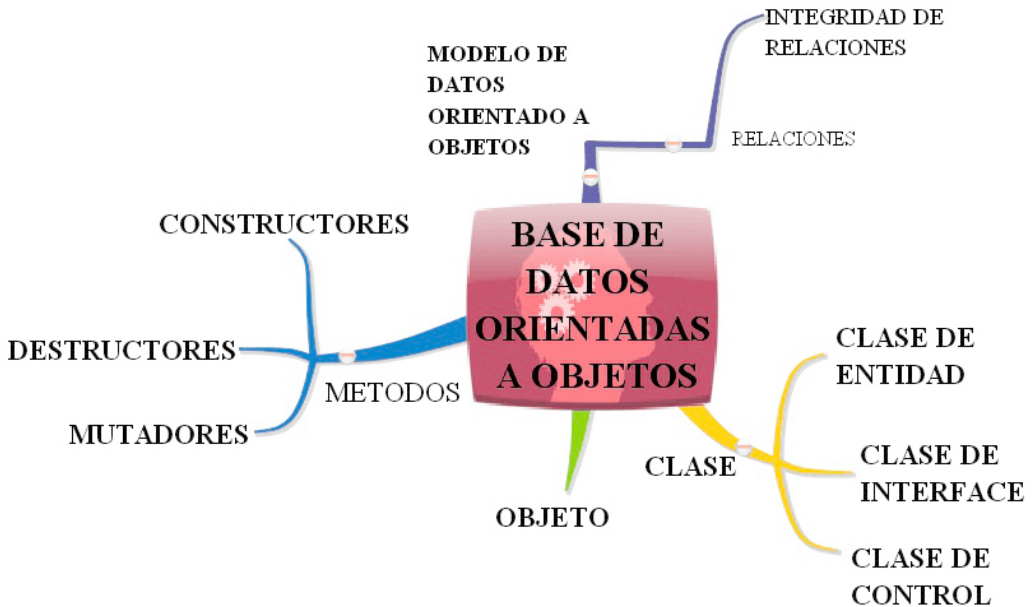 INTEGRIDAD DE
RELACIONES
MODELO DE
DATOS
ORIENTADO A
OBJETOS
RELACIONES
CONSTRUCTORES
BASE DE
DATOS
ORIENTADAS
A OBJETOS
DESTRUCTORES
METODOS
MUTADORES
CLASE DE
ENTIDAD
CLASE
CLASE DE
INTERFACE
OBJETO
CLASE DE
CONTROL